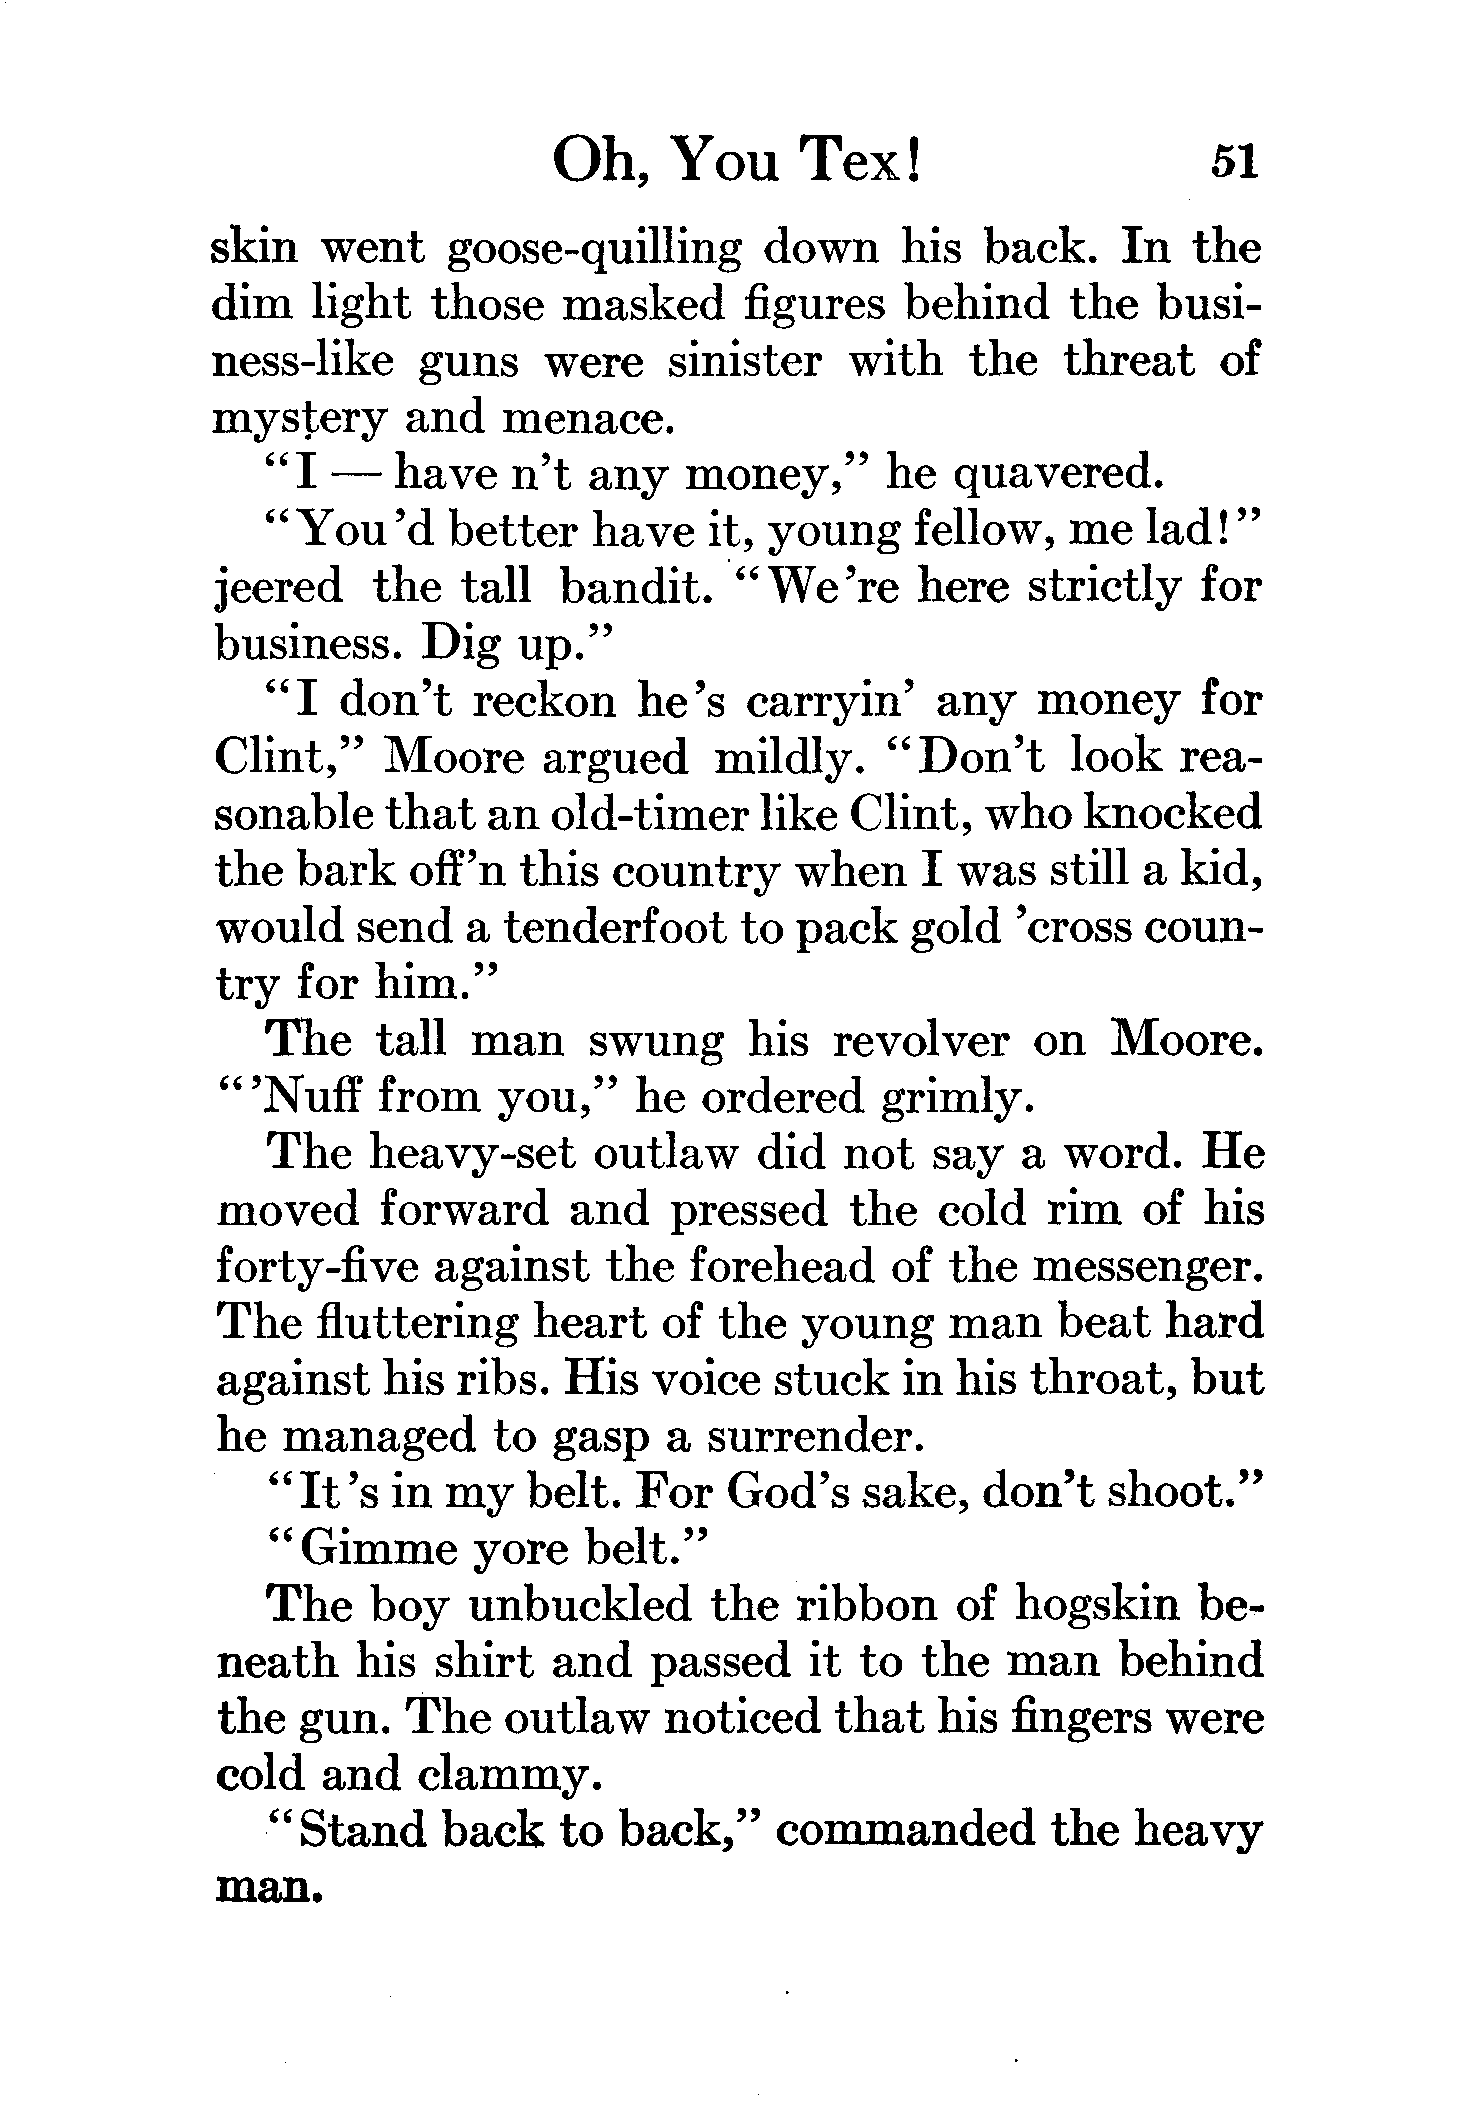 Oh, You Tex! 51
skin went goose-quilling down his back. In the
dim light those masked figures behind the busi-
ness-like guns were sinister with the threat of
mystery and menace.
"I — have n't any money," he quavered.
"You 'd better have it, young fellow, me lad!"
jeered the tall bandit. "We 're here strictly for
business. Dig up."
"I don't reckon he 's carryin' any money for
Clint," Moore argued mildly. "Don't look rea-
sonable that an old-timer like Clint, who knocked
the bark off'n this country when I was still a kid,
would send a tenderfoot to pack gold 'cross coun-
try for him."
The tall man swung his revolver on Moore.
"'Nuff from you," he ordered grimly.
The heavy-set outlaw did not say a word. He
moved forward and pressed the cold rim of his
forty-five against the forehead of the messenger.
The fluttering heart of the young man beat hard
against his ribs. His voice stuck in his throat, but
he managed to gasp a surrender.
"It 's in my belt. For God's sake, don't shoot."
"Gimme yore belt."
The boy unbuckled the ribbon of hogskin be-
neath his shirt and passed it to the man behind
the gun. The outlaw noticed that his fingers were
cold and clammy.
"Stand back to back," commanded the heavy
man.